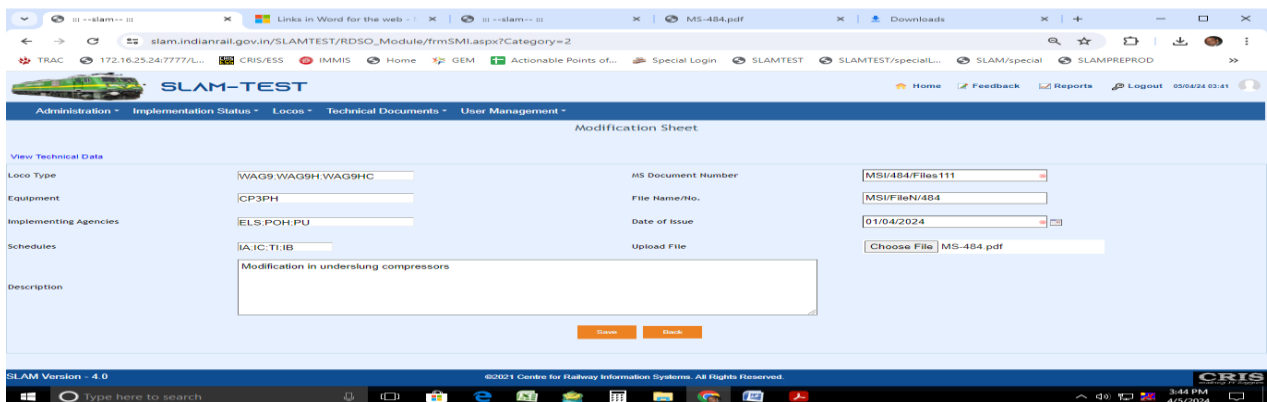 ::: --slam-- :::
Links in Word for the web -
::: --slam-- :::
MS-484.pdf
Downloads
slam.indianrail.gov.in/SLAMTEST/RDSO_Module/frmSMI.aspx?Category=2
TRAC 172.16.25.24:7777/L... CRIS/ESS IMMIS Home GEM Actionable Points of... Special Login SLAMTEST SLAMTEST/specialL... SLAM/special SLAMPREPROD »
SLAM-TEST Home Feedback Reports Logout 05/04/24 03:41
Administration Implementation Status Locos Technical Documents User Management
Modification Sheet
View Technical Data
Loco Type WAG9;WAG9H;WAG9HC MS Document Number MSI/484/Files111
Equipment CP3PH File Name/No. MSI/FileN/484
Implementing Agencies ELS;POH;PU Date of Issue 01/04/2024
Schedules IA;IC;TI;IB Upload File Choose File MS-484.pdf
Description Modification in underslung compressors
Save Back
SLAM Version - 4.0 ©2021 Centre for Railway Information Systems. All Rights Reserved. CRIS
Type here to search 3:44 PM
4/5/2024